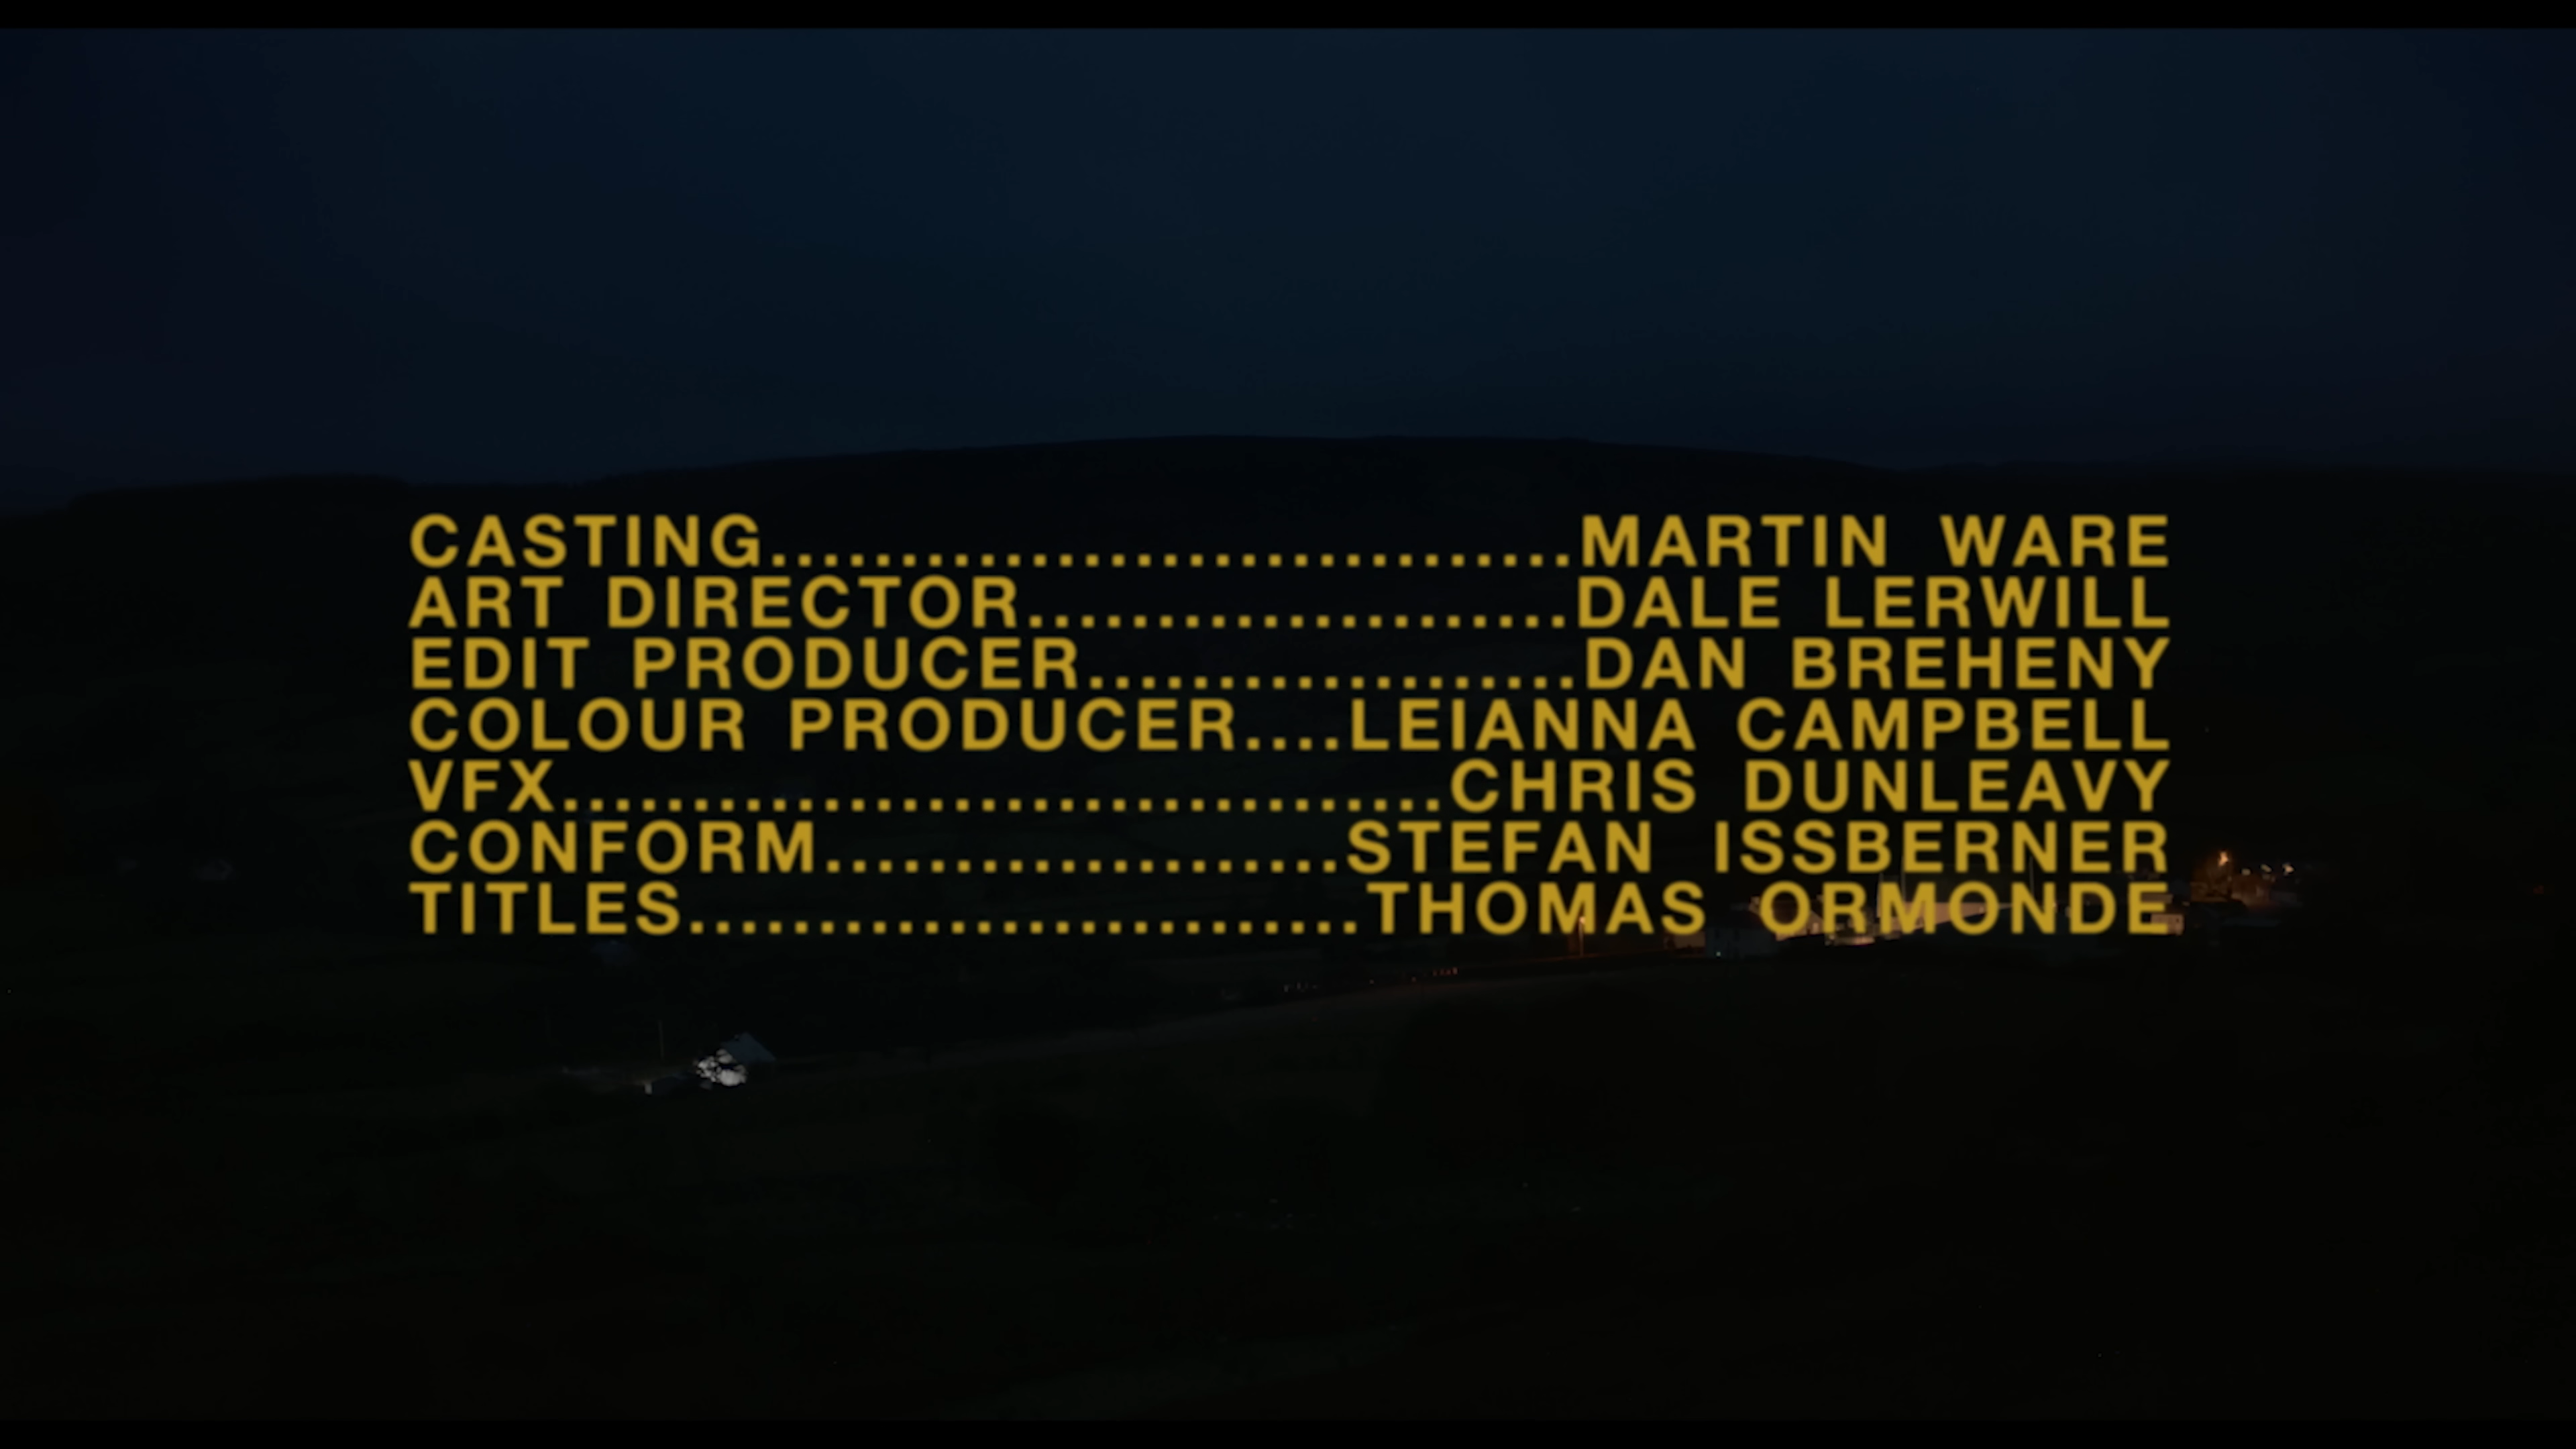 CASTING...............................MARTIN WARE
ART DIRECTOR.....................DALE LERWILL
EDIT PRODUCER...................DAN BREHENY
COLOUR PRODUCER....LEIANNA CAMPBELL
VFX..................................CHRIS DUNLEAVY
CONFORM....................STEFAN ISSBERNER
TITLES..........................THOMAS ORMONDE